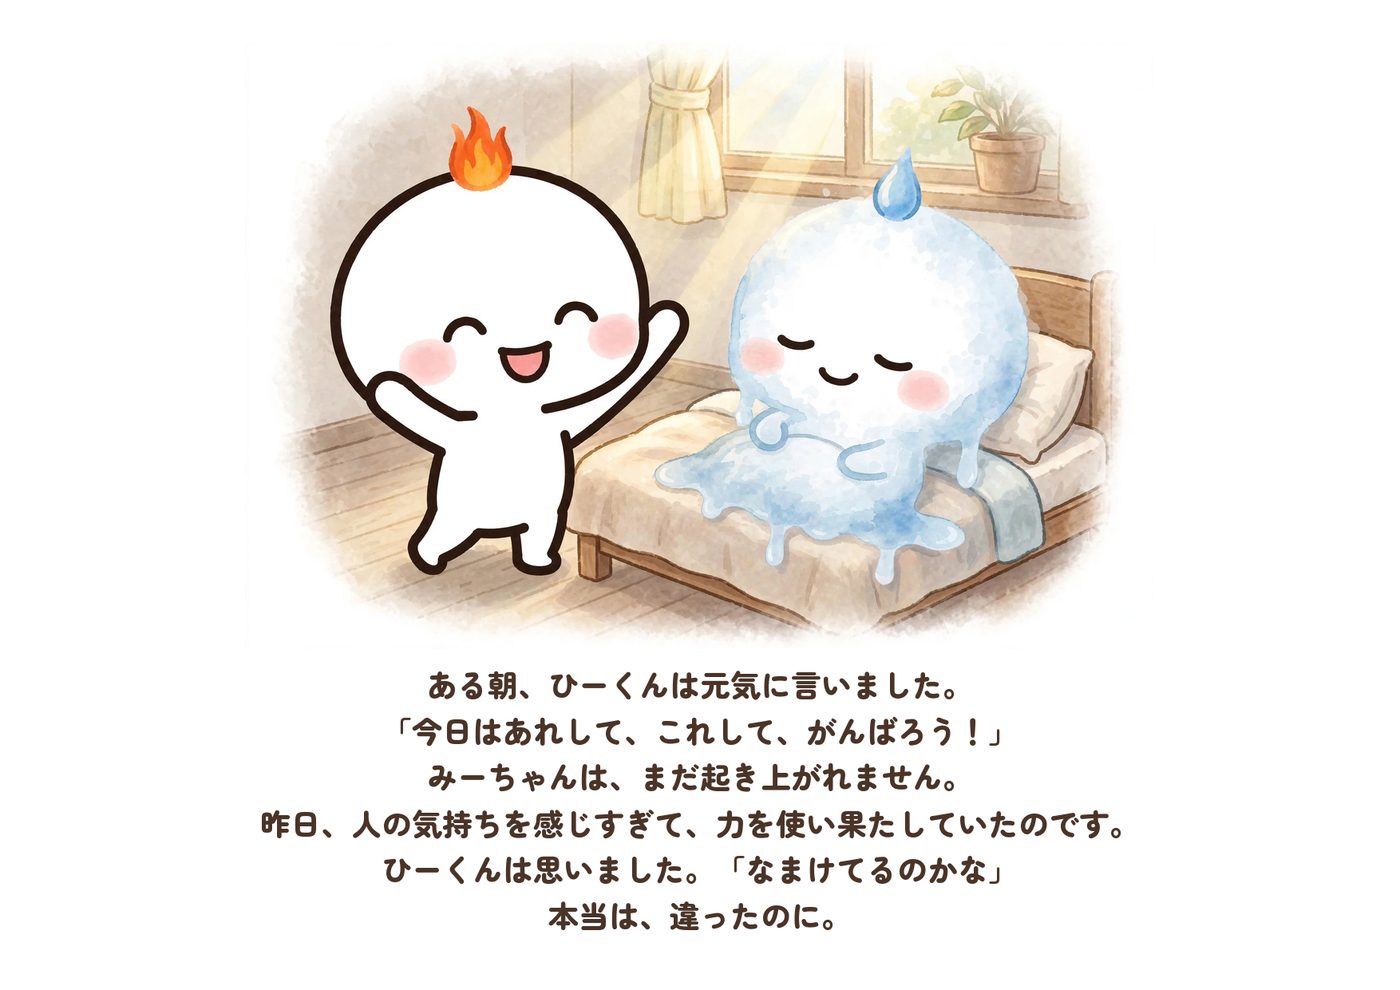 ある朝、ひーくんは元気に言いました。
「今日はあれして、これして、がんばろう！」
みーちゃんは、まだ起き上がれません。
昨日、人の気持ちを感じすぎて、力を使い果たしていたのです。
ひーくんは思いました。「なまけてるのかな」
本当は、違ったのに。